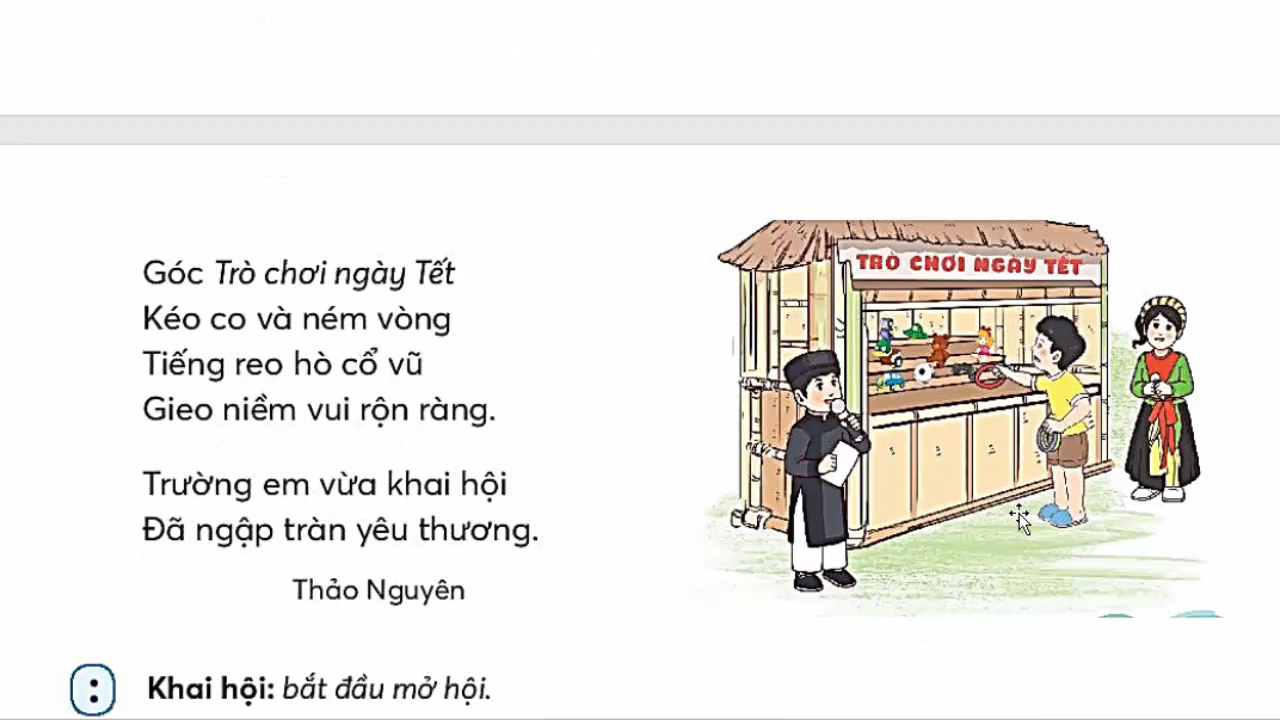 Góc Trò chơi ngày Tết
Kéo co và ném vòng
Tiếng reo hò cổ vũ
Gieo niềm vui rộn ràng.
Trường em vừa khai hội
Đã ngập tràn yêu thương.
Thảo Nguyên
TRÒ CHƠI NGÀY TẾT
Khai hội: bắt đầu mở hội.